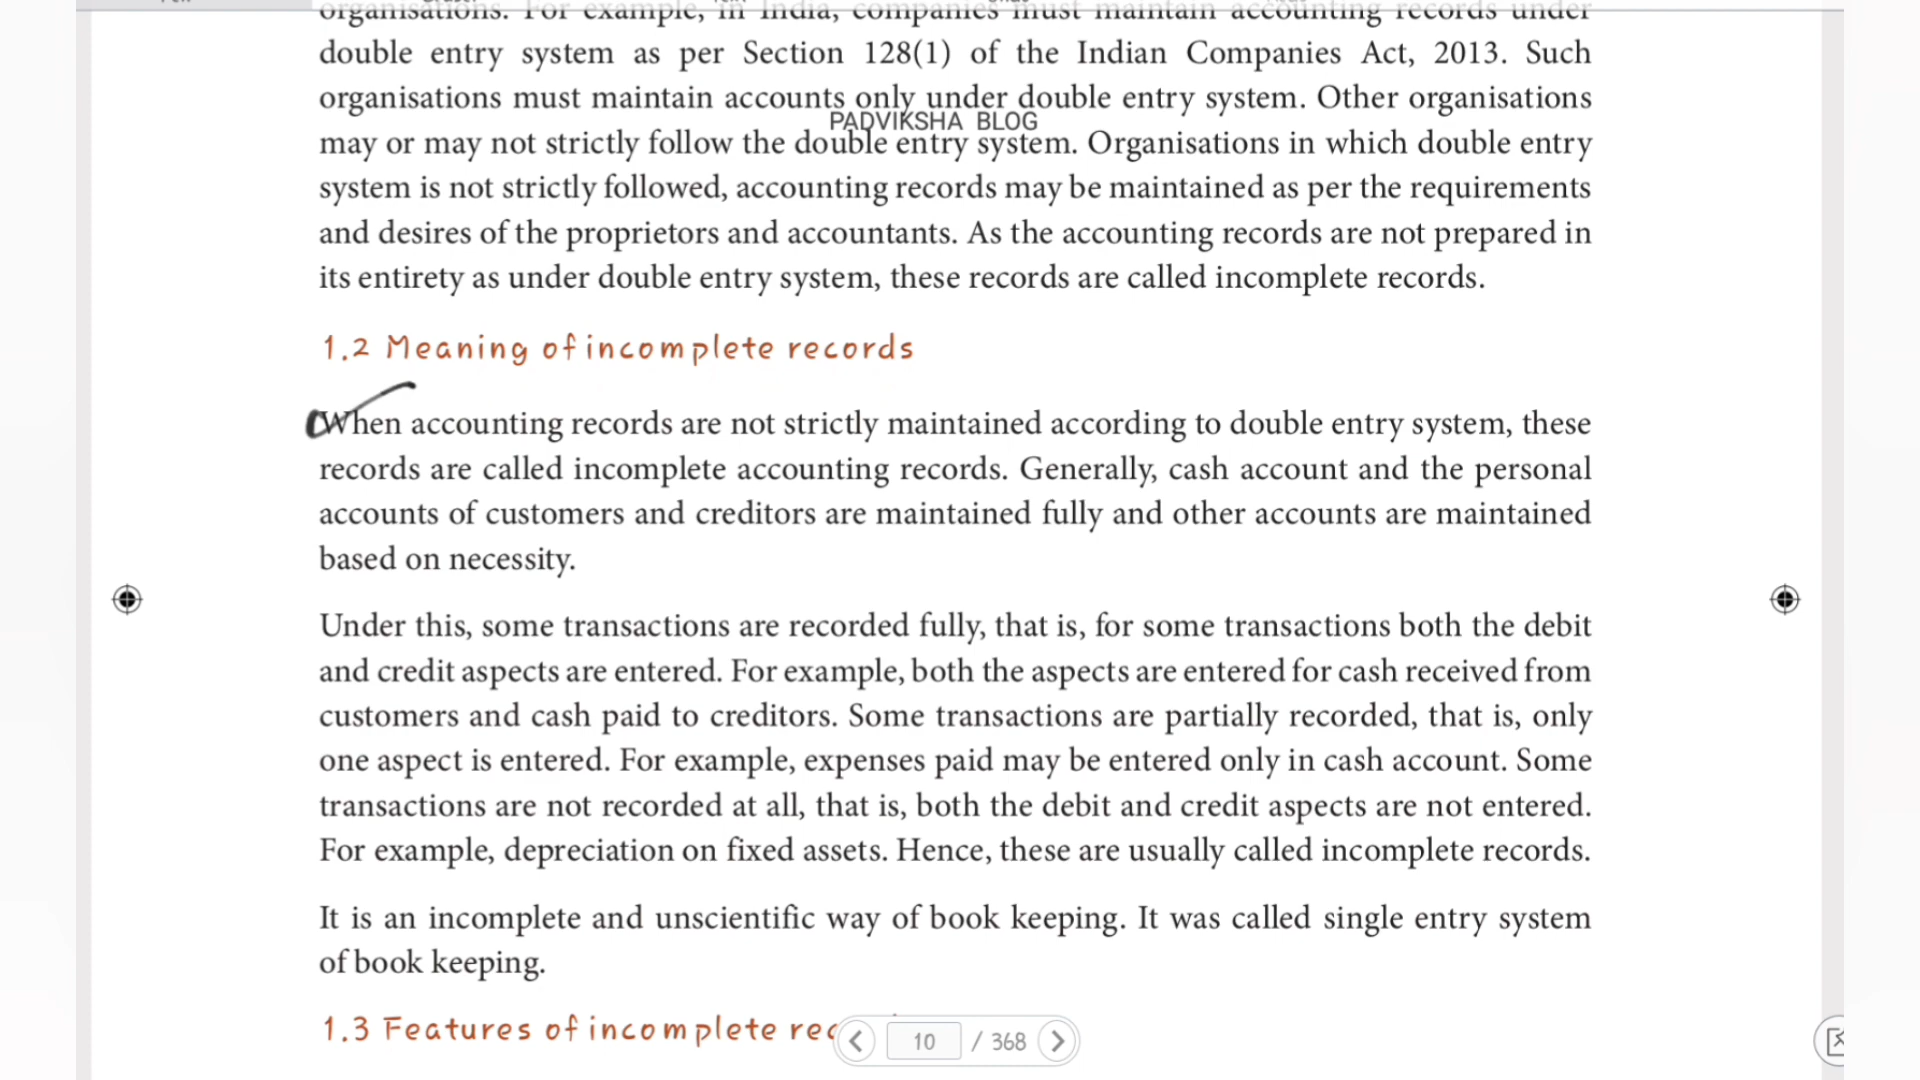 organisations. For example, in India, companies must maintain accounting records under
double entry system as per Section 128(1) of the Indian Companies Act, 2013. Such
organisations must maintain accounts only under double entry system. Other organisations
PADVIKSHA BLOG
may or may not strictly follow the double entry system. Organisations in which double entry
system is not strictly followed, accounting records may be maintained as per the requirements
and desires of the proprietors and accountants. As the accounting records are not prepared in
its entirety as under double entry system, these records are called incomplete records.
1.2 Meaning of incomplete records
When accounting records are not strictly maintained according to double entry system, these
records are called incomplete accounting records. Generally, cash account and the personal
accounts of customers and creditors are maintained fully and other accounts are maintained
based on necessity.
Under this, some transactions are recorded fully, that is, for some transactions both the debit
and credit aspects are entered. For example, both the aspects are entered for cash received from
customers and cash paid to creditors. Some transactions are partially recorded, that is, only
one aspect is entered. For example, expenses paid may be entered only in cash account. Some
transactions are not recorded at all, that is, both the debit and credit aspects are not entered.
For example, depreciation on fixed assets. Hence, these are usually called incomplete records.
It is an incomplete and unscientific way of book keeping. It was called single entry system
of book keeping.
1.3 Features of incomplete rec
10 / 368